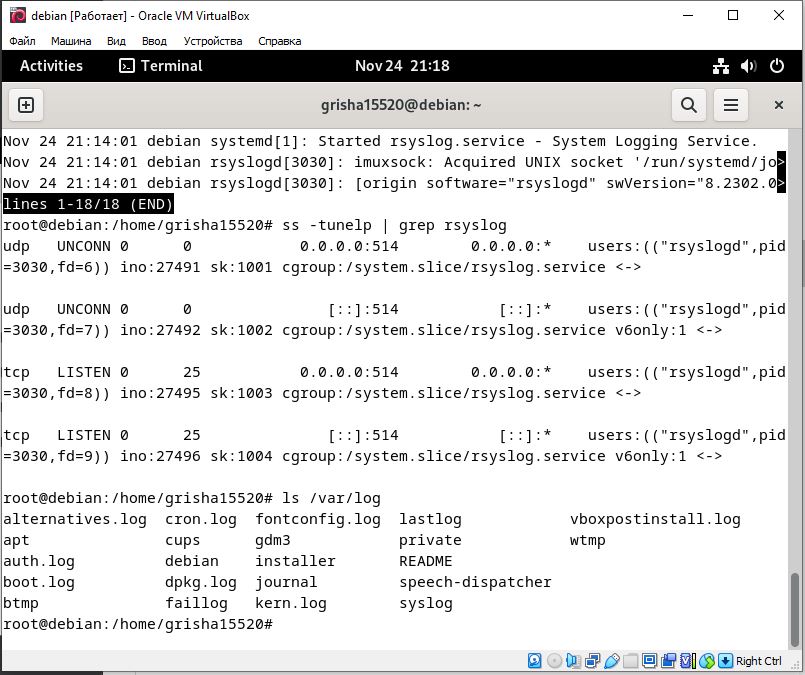 debian [Работает] - Oracle VM VirtualBox
Файл Машина Вид Ввод Устройства Справка
Activities Terminal Nov 24 21:18
grisha15520@debian: ~
Nov 24 21:14:01 debian systemd[1]: Started rsyslog.service - System Logging Service.
Nov 24 21:14:01 debian rsyslogd[3030]: imuxsock: Acquired UNIX socket '/run/systemd/jo>
Nov 24 21:14:01 debian rsyslogd[3030]: [origin software="rsyslogd" swVersion="8.2302.0>
lines 1-18/18 (END)
root@debian:/home/grisha15520# ss -tunelp | grep rsyslog
udp UNCONN 0 0 0.0.0.0:514 0.0.0.0:* users:(("rsyslogd",pid
=3030,fd=6)) ino:27491 sk:1001 cgroup:/system.slice/rsyslog.service <->
udp UNCONN 0 0 [::]:514 [::]:* users:(("rsyslogd",pid
=3030,fd=7)) ino:27492 sk:1002 cgroup:/system.slice/rsyslog.service v6only:1 <->
tcp LISTEN 0 25 0.0.0.0:514 0.0.0.0:* users:(("rsyslogd",pid
=3030,fd=8)) ino:27495 sk:1003 cgroup:/system.slice/rsyslog.service <->
tcp LISTEN 0 25 [::]:514 [::]:* users:(("rsyslogd",pid
=3030,fd=9)) ino:27496 sk:1004 cgroup:/system.slice/rsyslog.service v6only:1 <->
root@debian:/home/grisha15520# ls /var/log
alternatives.log cron.log fontconfig.log lastlog vboxpostinstall.log
apt cups gdm3 private wtmp
auth.log debian installer README
boot.log dpkg.log journal speech-dispatcher
btmp faillog kern.log syslog
root@debian:/home/grisha15520#
Right Ctrl